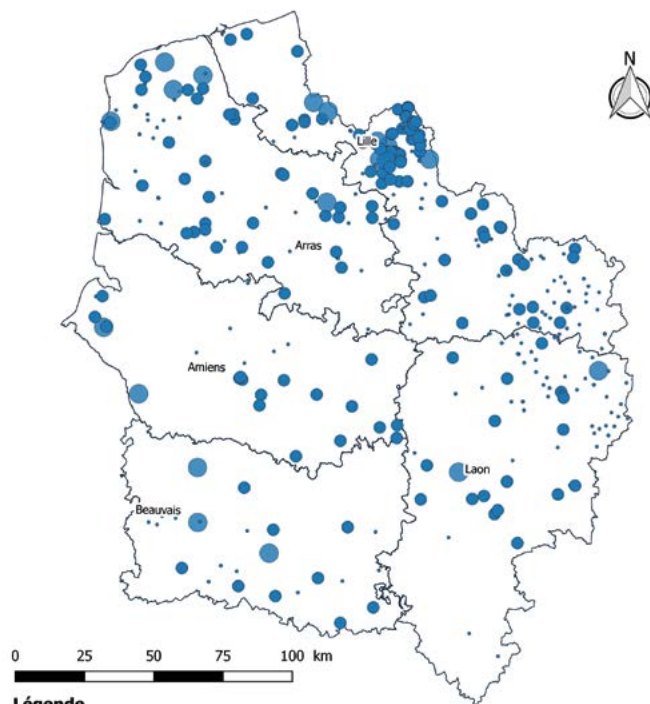 N
Lille
Arras
Amiens
Laon
Beauvais
0 25 50 75 100 km
Légende